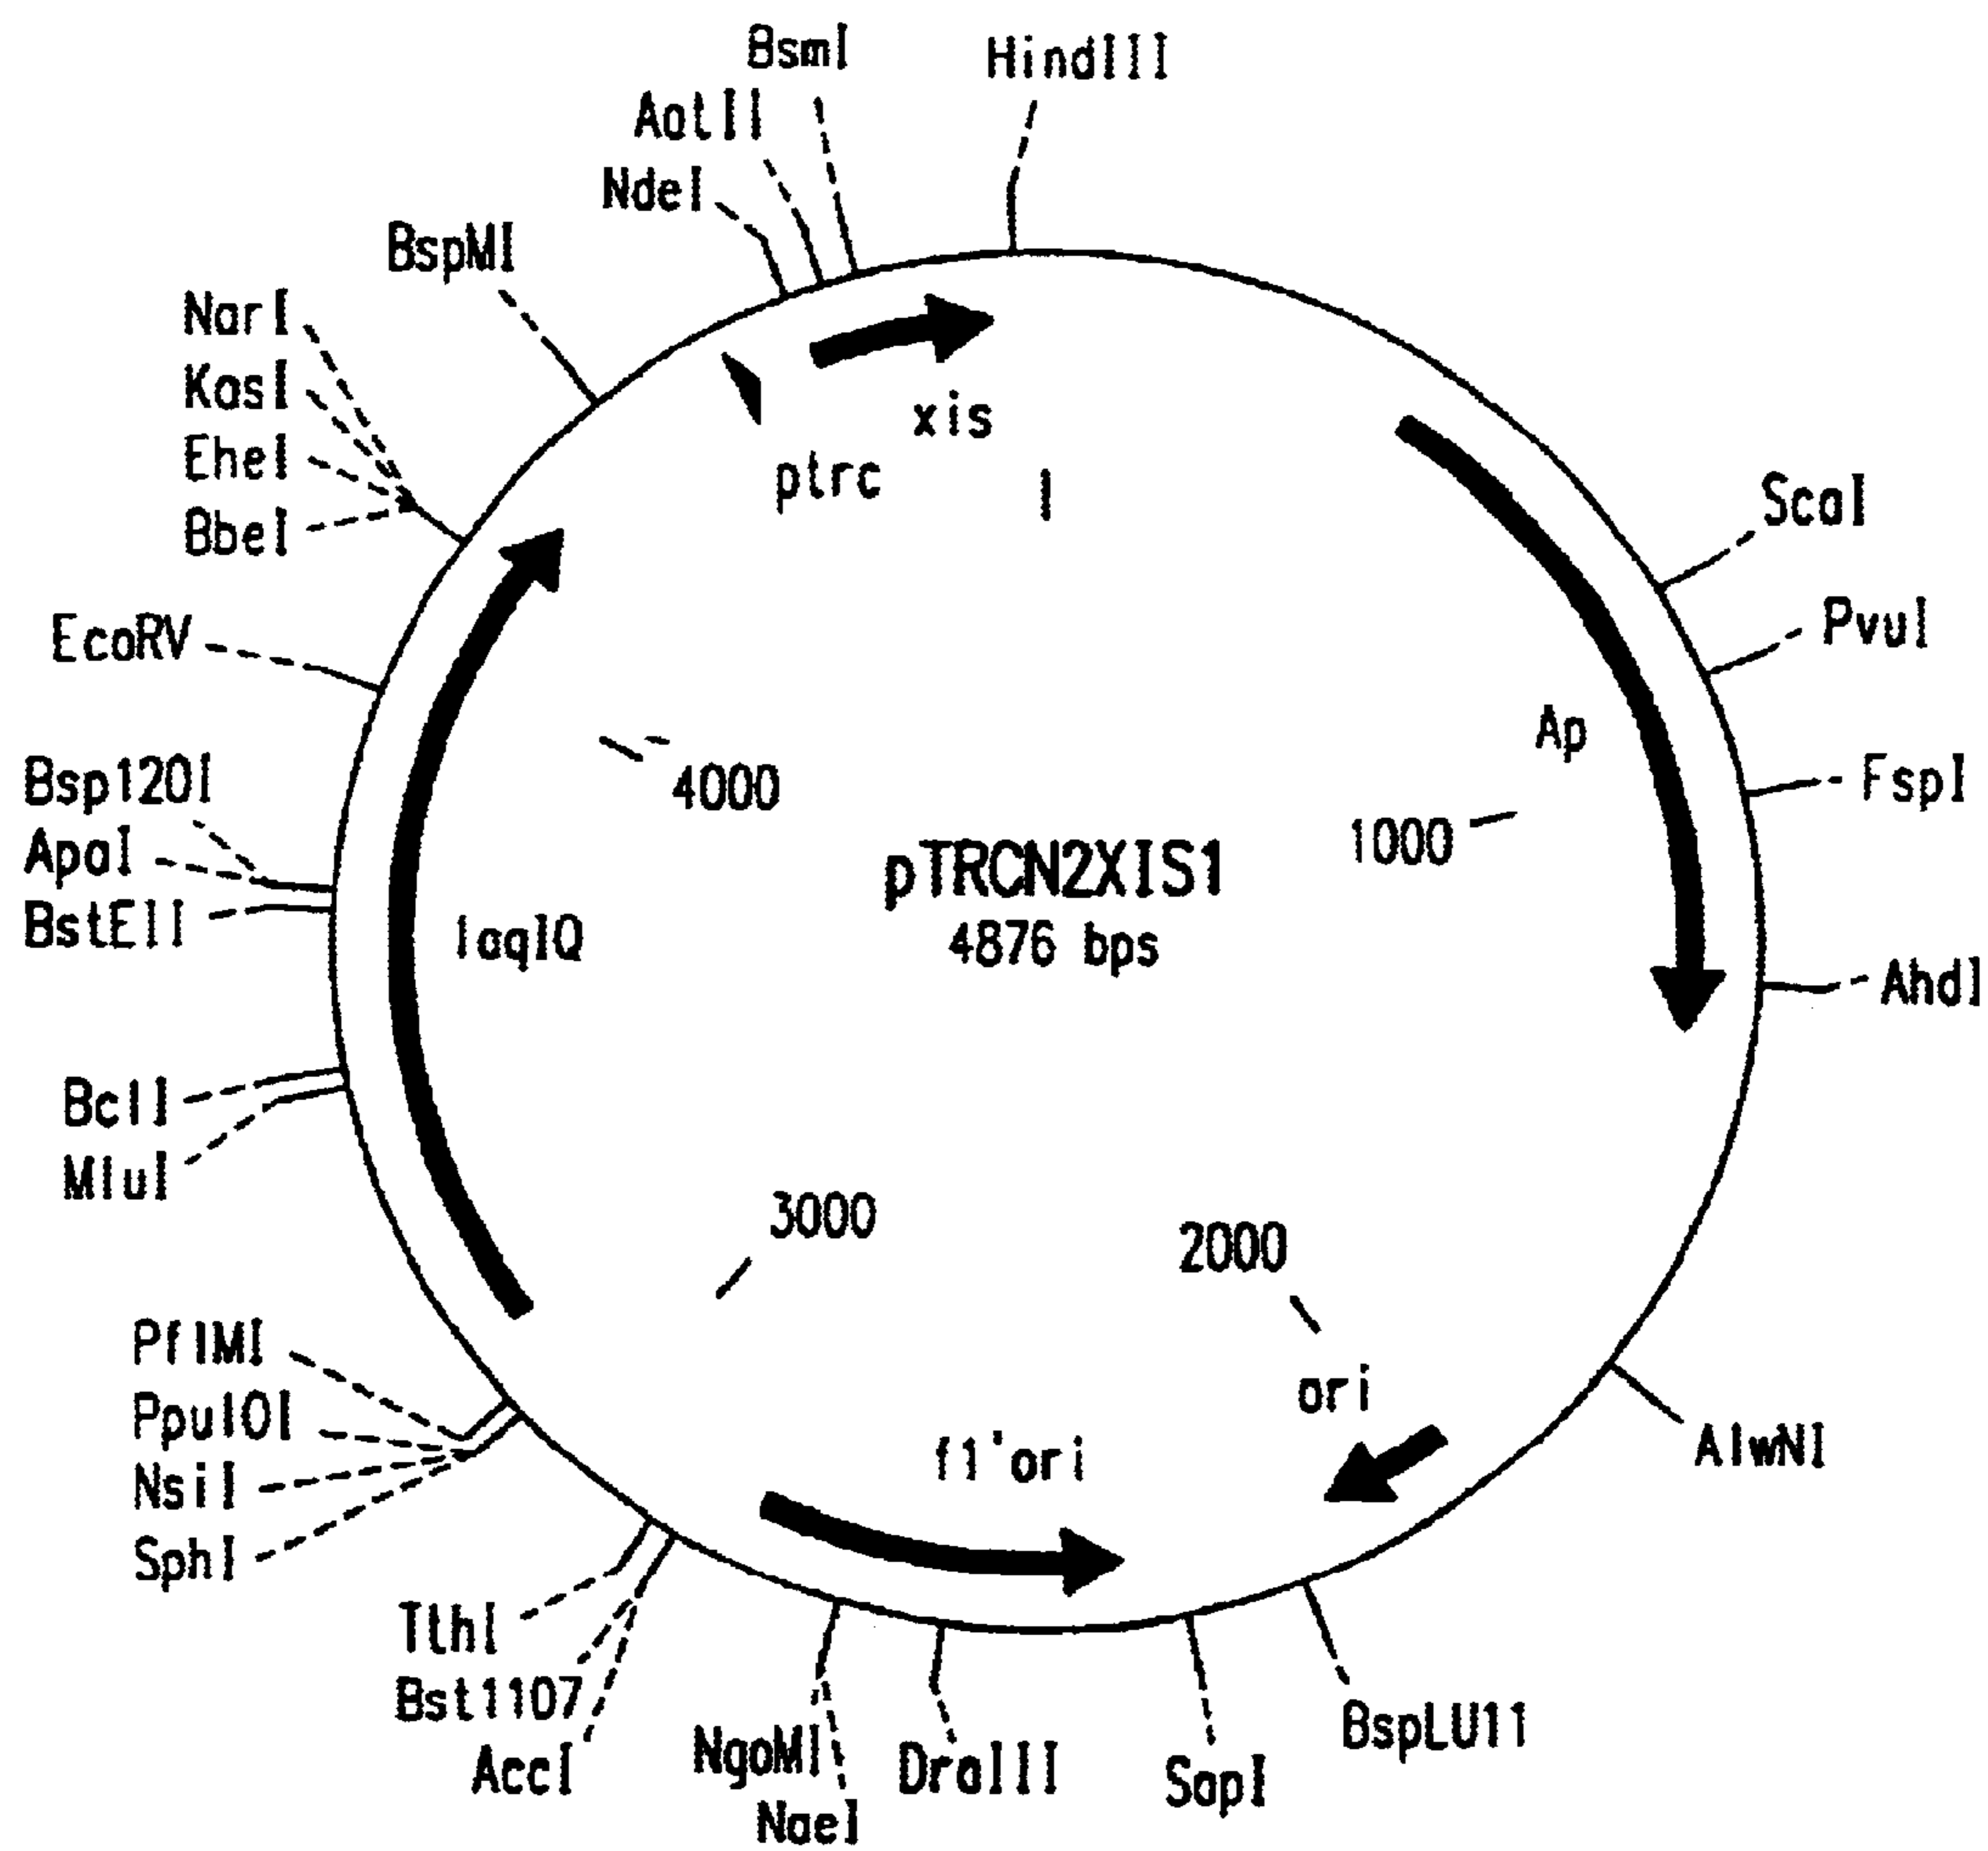 BsmI
HindIII
AatII
NdeI
BspMI
NarI
KasI
EheI
BbeI
EcoRV
Bsp120I
ApaI
BstEII
BclI
MluI
PflMI
Ppu10I
NsiI
SphI
TthI
Bst1107
AccI
NgoMI
NaeI
DraIII
SapI
BspLU11
AlwNI
AhdI
FspI
PvuI
ScaI
xis
ptrc
1
Ap
4000
1000
pTRCN2XIS1
4876 bps
laqIQ
3000
2000
ori
f1'ori